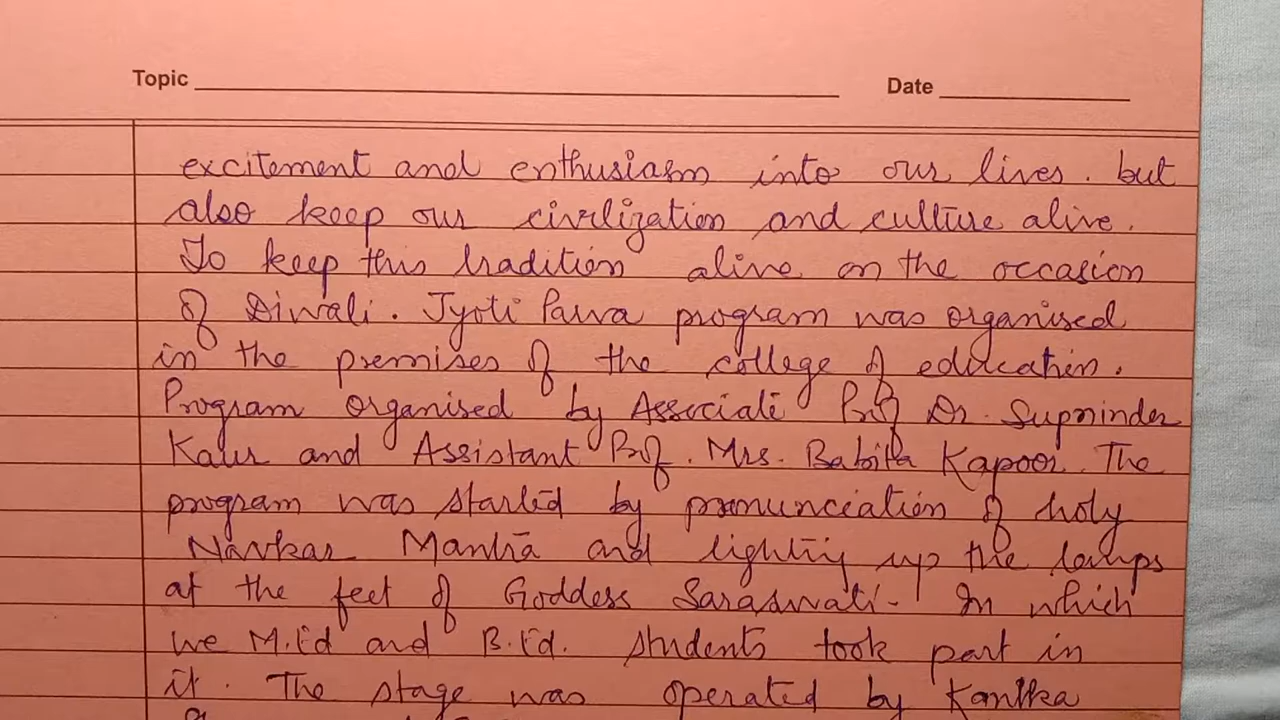 Topic Date
excitement and enthusiasm into our lives. but
also keep our civilization and culture alive.
To keep this tradition alive on the occasion
of Diwali. Jyoti Parva program was organised
in the premises of the college of education.
Program organised by Associate Prof Dr. Supninder
Kaur and Assistant Prof. Mrs. Babita Kapoor. The
program was started by pronunciation of holy
Navkar Mantra and lighting up the lamps
at the feet of Goddess Saraswati. In which
we M.Ed and B.Ed. students took part in
it. The stage was operated by